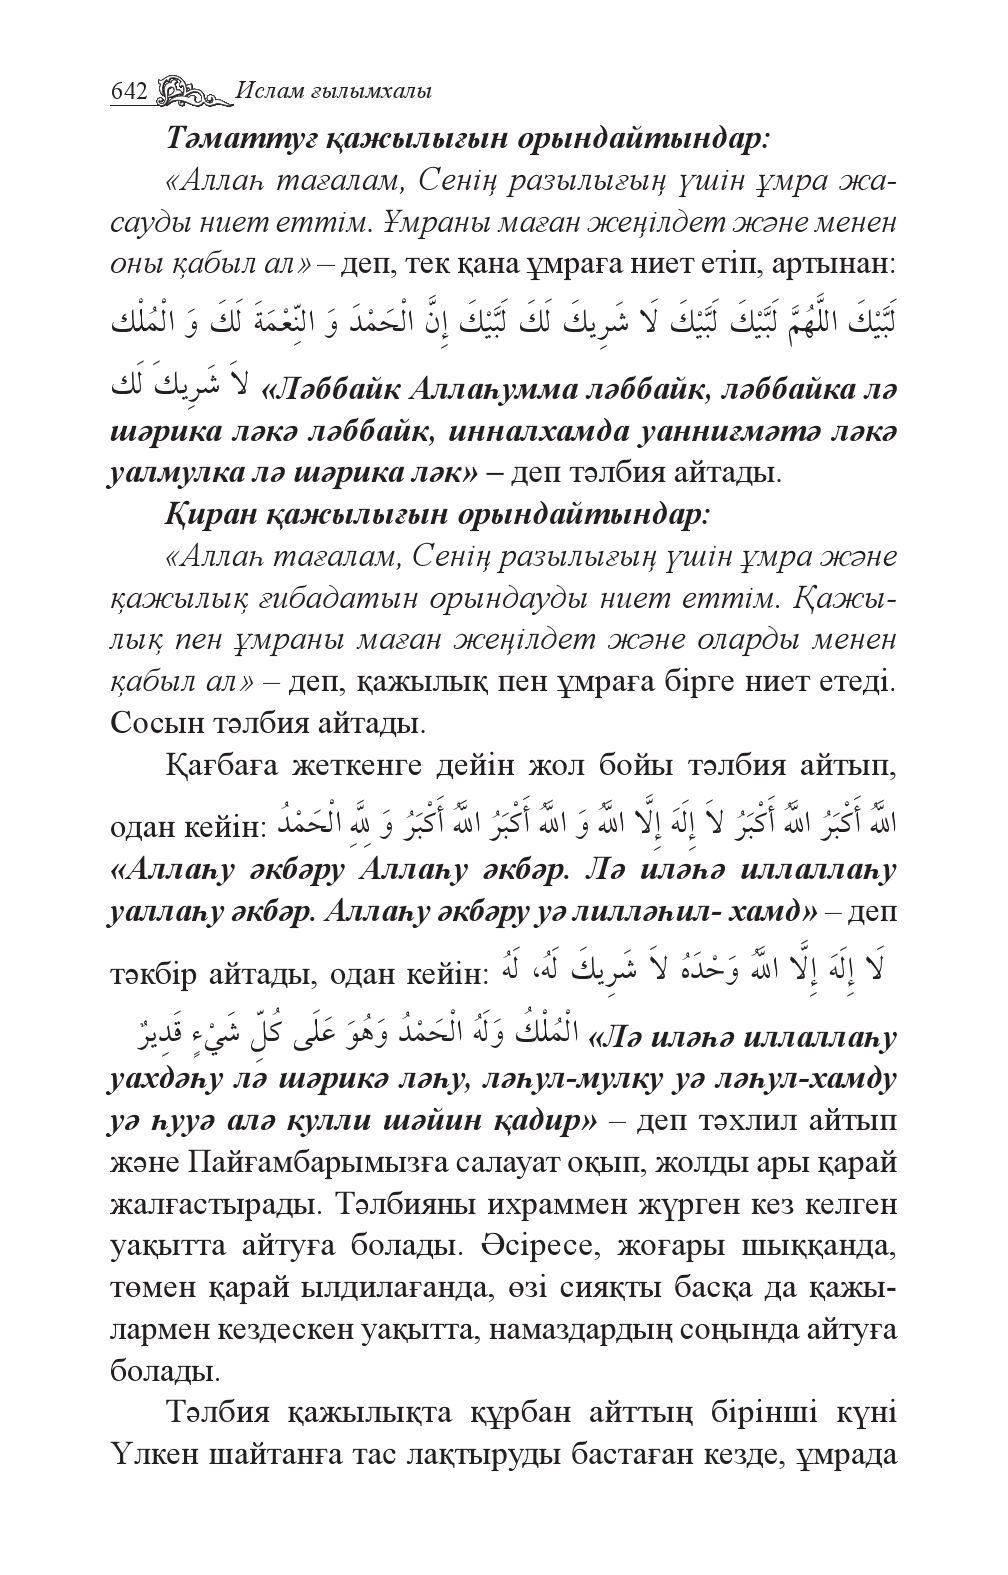 642 Ислам ғылымхалы
Тәматтуғ қажылығын орындайтындар:
«Аллаһ тағалам, Сенің разылығың үшін ұмра жа-
сауды ниет еттім. Ұмраны маған жеңілдет және менен
оны қабыл ал» – деп, тек қана ұмраға ниет етіп, артынан:
لَبَّيْكَ اللَّهُمَّ لَبَّيْكَ لَبَّيْكَ لَا شَرِيكَ لَكَ لَبَّيْكَ إِنَّ الْحَمْدَ وَ النِّعْمَةَ لَكَ وَ الْمُلْك
لاَ شَرِيكَ لَك «Ләббайк Аллаһумма ләббайк, ләббайка лә
шәрика ләкә ләббайк, инналхамда уанниғмәтә ләкә
уалмулка лә шәрика ләк» – деп тәлбия айтады.
Қиран қажылығын орындайтындар:
«Аллаһ тағалам, Сенің разылығың үшін ұмра және
қажылық ғибадатын орындауды ниет еттім. Қажы-
лық пен ұмраны маған жеңілдет және оларды менен
қабыл ал» – деп, қажылық пен ұмраға бірге ниет етеді.
Сосын тәлбия айтады.
Қағбаға жеткенге дейін жол бойы тәлбия айтып,
одан кейін: اللهُ أَكْبَرُ اللهُ أَكْبَرُ لاَ إِلَهَ إِلَّا اللهُ وَ اللهُ أَكْبَرُ اللهُ أَكْبَرُ وَ لِلَّهِ الْحَمْدُ
«Аллаһу әкбәру Аллаһу әкбәр. Лә иләһә иллаллаһу
уаллаһу әкбәр. Аллаһу әкбәру уә лилләһил- хамд» – деп
тәкбір айтады, одан кейін: لَا إِلَهَ إِلَّا اللهُ وَحْدَهُ لاَ شَرِيكَ لَهُ، لَهُ
الْمُلْكُ وَلَهُ الْحَمْدُ وَهُوَ عَلَى كُلِّ شَيْءٍ قَدِيرٌ «Лә иләһә иллаллаһу
уахдәһу лә шәрикә ләһу, ләһул-мулку уә ләһул-хамду
уә һууә алә кулли шәйин қадир» – деп тәхлил айтып
және Пайғамбарымызға салауат оқып, жолды ары қарай
жалғастырады. Тәлбияны ихраммен жүрген кез келген
уақытта айтуға болады. Әсіресе, жоғары шыққанда,
төмен қарай ылдилағанда, өзі сияқты басқа да қажы-
лармен кездескен уақытта, намаздардың соңында айтуға
болады.
Тәлбия қажылықта құрбан айттың бірінші күні
Үлкен шайтанға тас лақтыруды бастаған кезде, ұмрада